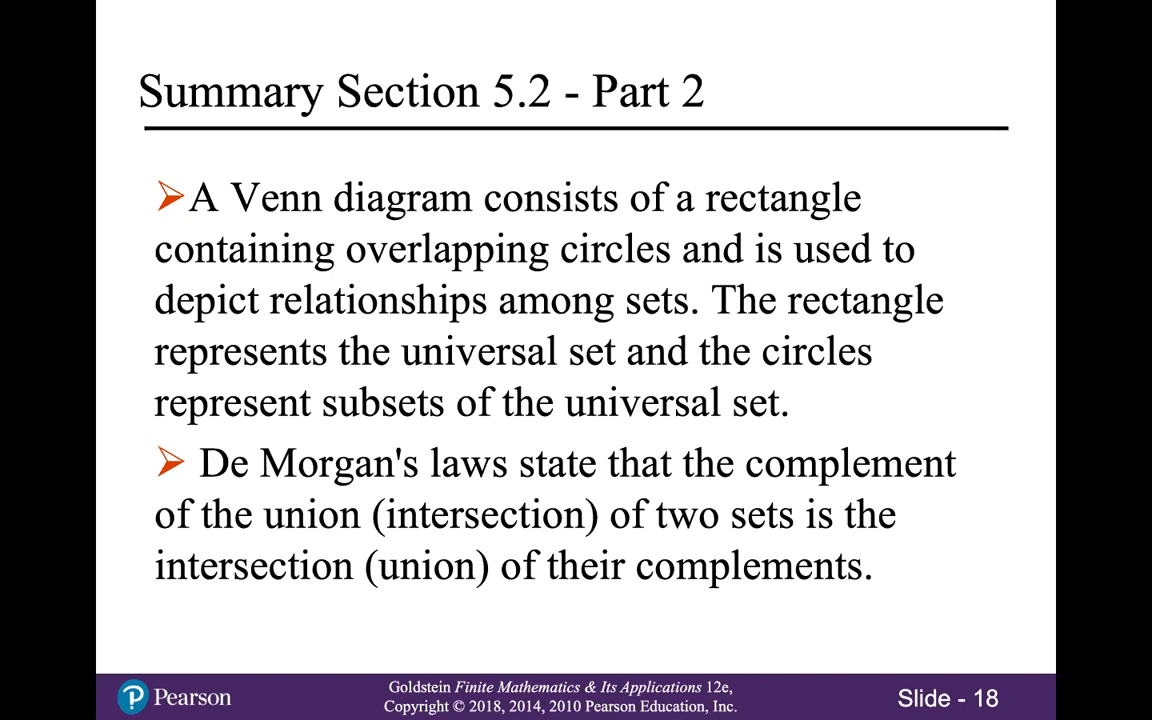 Summary Section 5.2 - Part 2
A Venn diagram consists of a rectangle
containing overlapping circles and is used to
depict relationships among sets. The rectangle
represents the universal set and the circles
represent subsets of the universal set.
De Morgan's laws state that the complement
of the union (intersection) of two sets is the
intersection (union) of their complements.
Pearson
Goldstein Finite Mathematics & Its Applications 12e,
Copyright © 2018, 2014, 2010 Pearson Education, Inc.
Slide - 18